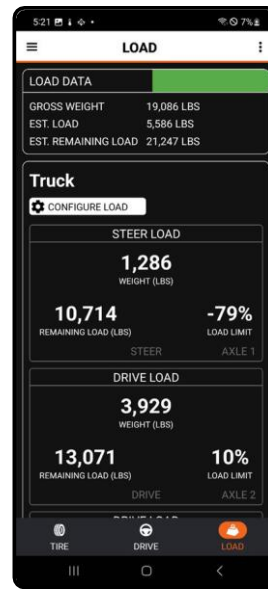 5:21 7%
LOAD
LOAD DATA
GROSS WEIGHT 19,086 LBS
EST. LOAD 5,586 LBS
EST. REMAINING LOAD 21,247 LBS
Truck
CONFIGURE LOAD
STEER LOAD
1,286
WEIGHT (LBS)
10,714 -79%
REMAINING LOAD (LBS) LOAD LIMIT
STEER AXLE 1
DRIVE LOAD
3,929
WEIGHT (LBS)
13,071 10%
REMAINING LOAD (LBS) LOAD LIMIT
DRIVE AXLE 2
DRIVE LOAD
TIRE DRIVE LOAD